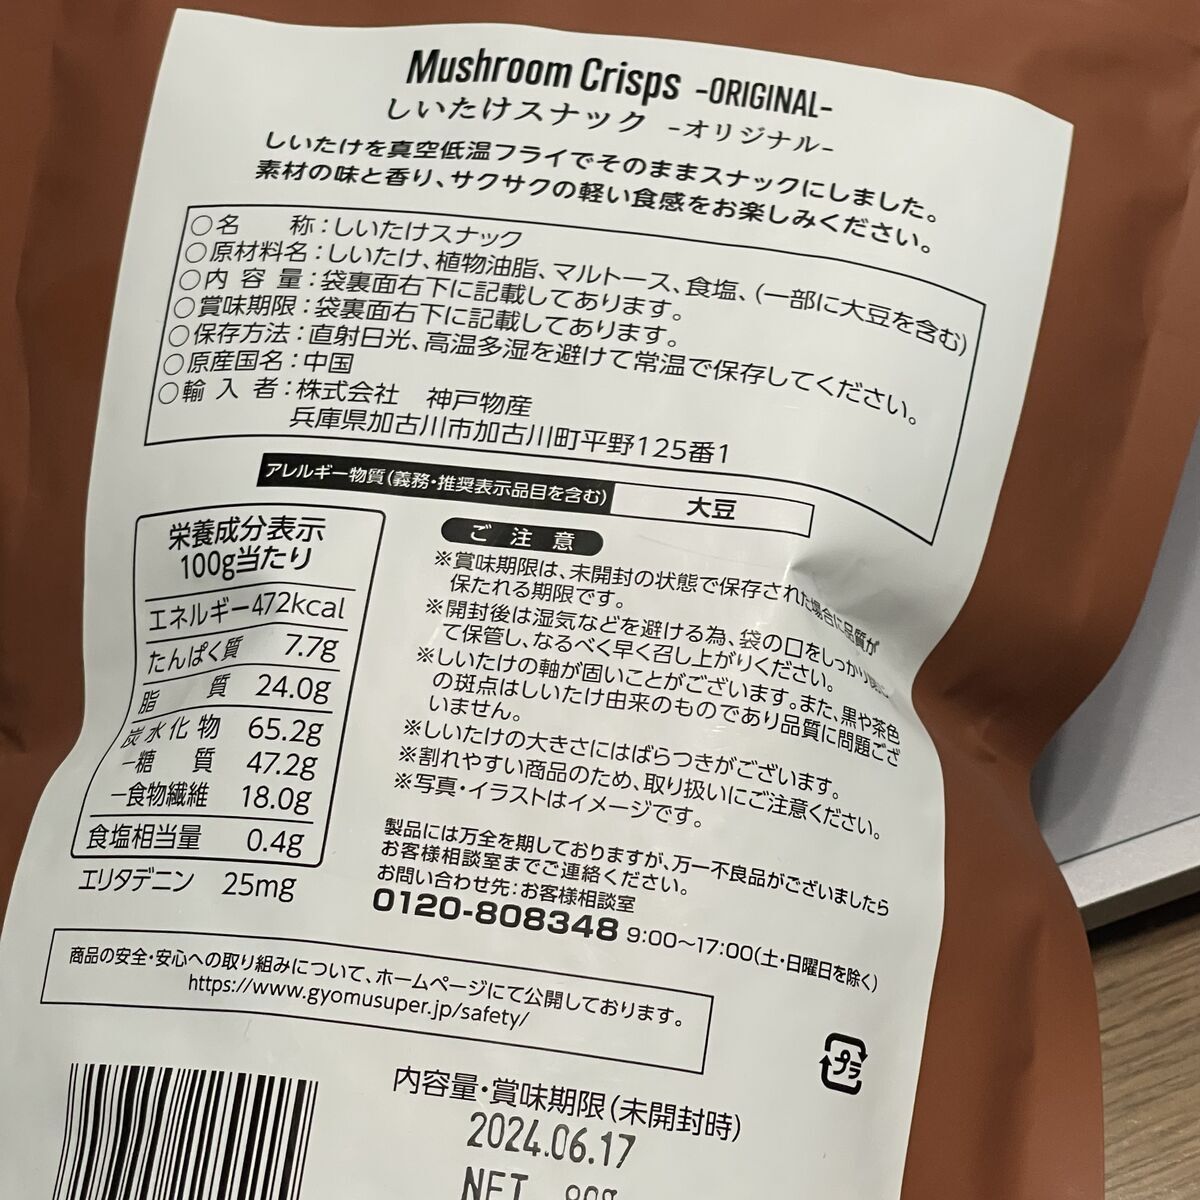 Mushroom Crisps -ORIGINAL-
しいたけスナック -オリジナル-
しいたけを真空低温フライでそのままスナックにしました。
素材の味と香り、サクサクの軽い食感をお楽しみください。
○名 称：しいたけスナック
○原材料名：しいたけ、植物油脂、マルトース、食塩、（一部に大豆を含む）
○内 容 量：袋裏面右下に記載してあります。
○賞味期限：袋裏面右下に記載してあります。
○保存方法：直射日光、高温多湿を避けて常温で保存してください。
○原産国名：中国
○輸 入 者：株式会社 神戸物産
兵庫県加古川市加古川町平野125番1
アレルギー物質（義務・推奨表示品目を含む） 大豆
栄養成分表示
100g当たり
エネルギー 472kcal
たんぱく質 7.7g
脂 質 24.0g
炭水化物 65.2g
－糖 質 47.2g
－食物繊維 18.0g
食塩相当量 0.4g
エリタデニン 25mg
ご注意
※賞味期限は、未開封の状態で保存された場合に品質が
保たれる期限です。
※開封後は湿気などを避ける為、袋の口をしっかり
て保管し、なるべく早く召し上がりください。
※しいたけの軸が固いことがございます。また、黒や茶色
の斑点はしいたけ由来のものであり品質に問題ござ
いません。
※しいたけの大きさにはばらつきがございます。
※割れやすい商品のため、取り扱いにご注意ください。
※写真・イラストはイメージです。
製品には万全を期しておりますが、万一不良品がございましたら
お客様相談室までご連絡ください。
お問い合わせ先：お客様相談室
0120-808348 9:00～17:00（土・日曜日を除く）
商品の安全・安心への取り組みについて、ホームページにて公開しております。
https://www.gyomusuper.jp/safety/
プラ
内容量・賞味期限（未開封時）
2024.06.17
NET